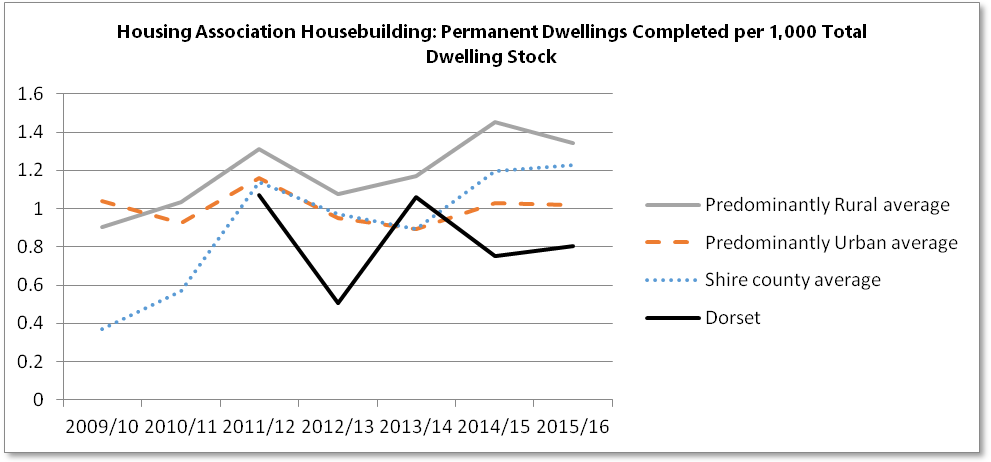 Housing Association Housebuilding: Permanent Dwellings Completed per 1,000 Total
Dwelling Stock
1.6
1.4
1.2
1
0.8
0.6
0.4
0.2
0
2009/10 2010/11 2011/12 2012/13 2013/14 2014/15 2015/16
Predominantly Rural average
Predominantly Urban average
Shire county average
Dorset